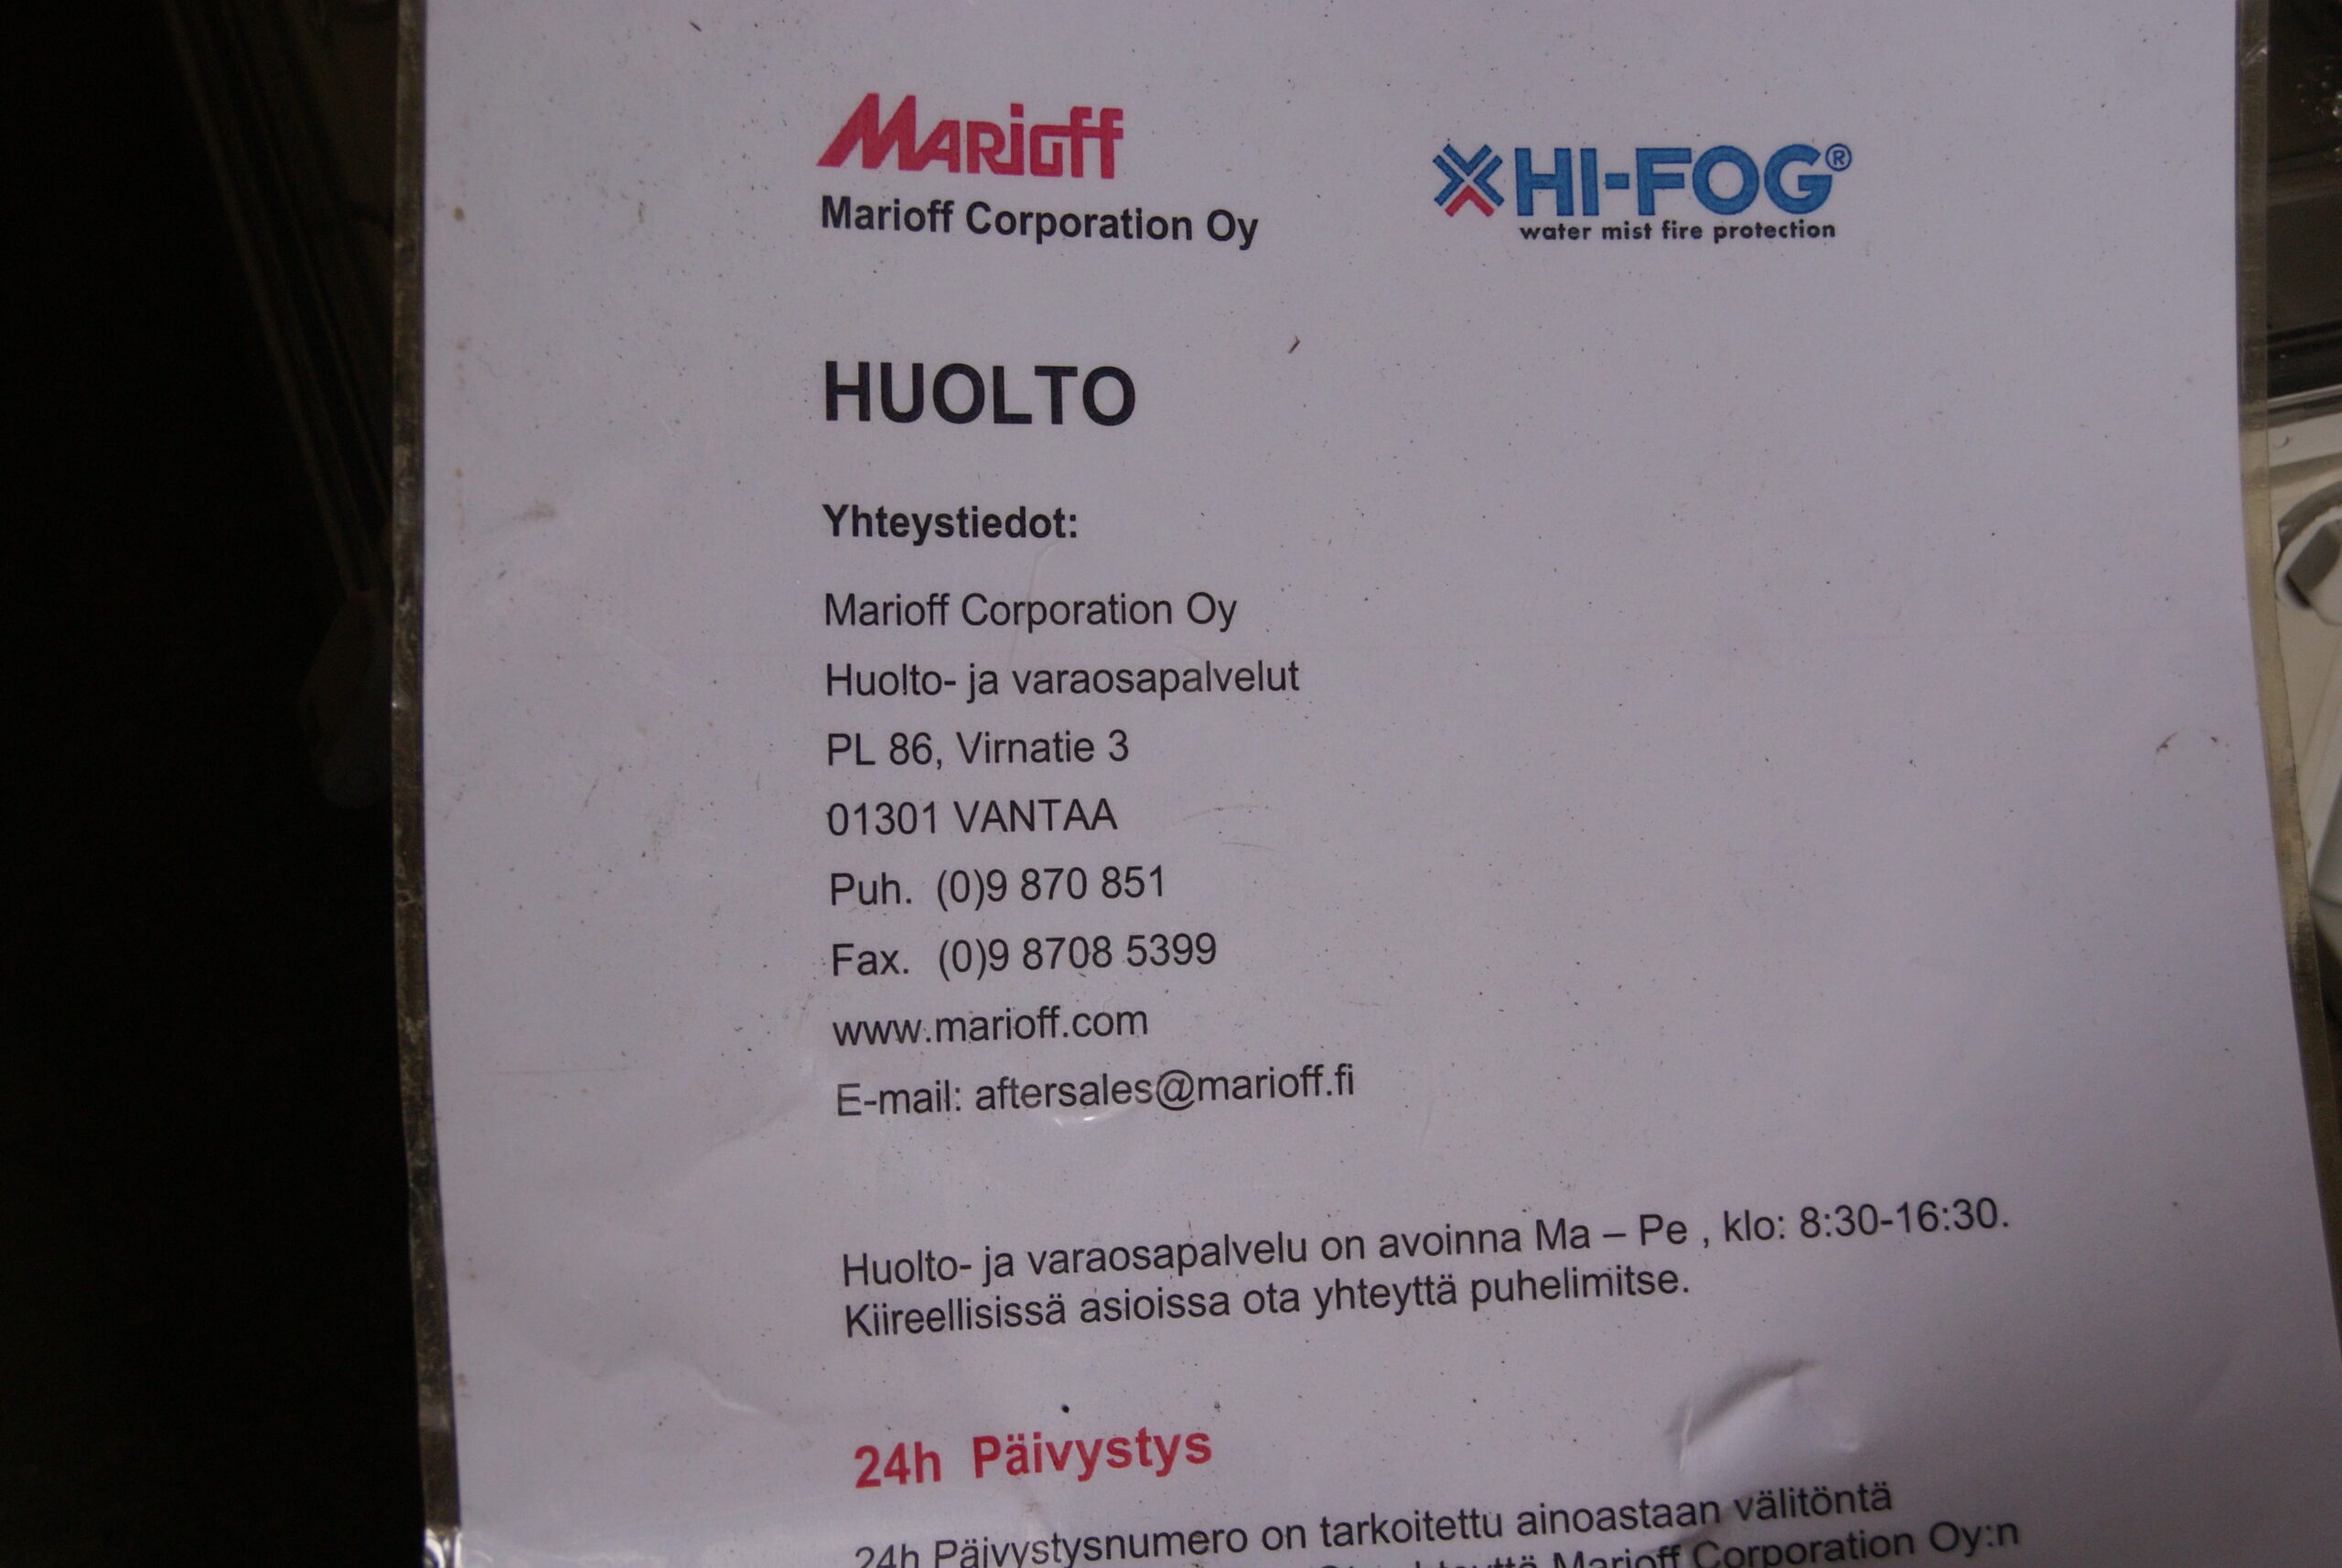 MARiOff
Marioff Corporation Oy
HI-FOG®
water mist fire protection
HUOLTO
Yhteystiedot:
Marioff Corporation Oy
Huolto- ja varaosapalvelut
PL 86, Virnatie 3
01301 VANTAA
Puh. (0)9 870 851
Fax. (0)9 8708 5399
www.marioff.com
E-mail: aftersales@marioff.fi
Huolto- ja varaosapalvelu on avoinna Ma – Pe , klo: 8:30-16:30.
Kiireellisissä asioissa ota yhteyttä puhelimitse.
24h Päivystys
24h Päivystysnumero on tarkoitettu ainoastaan välitöntä
Marioff Corporation Oy:n